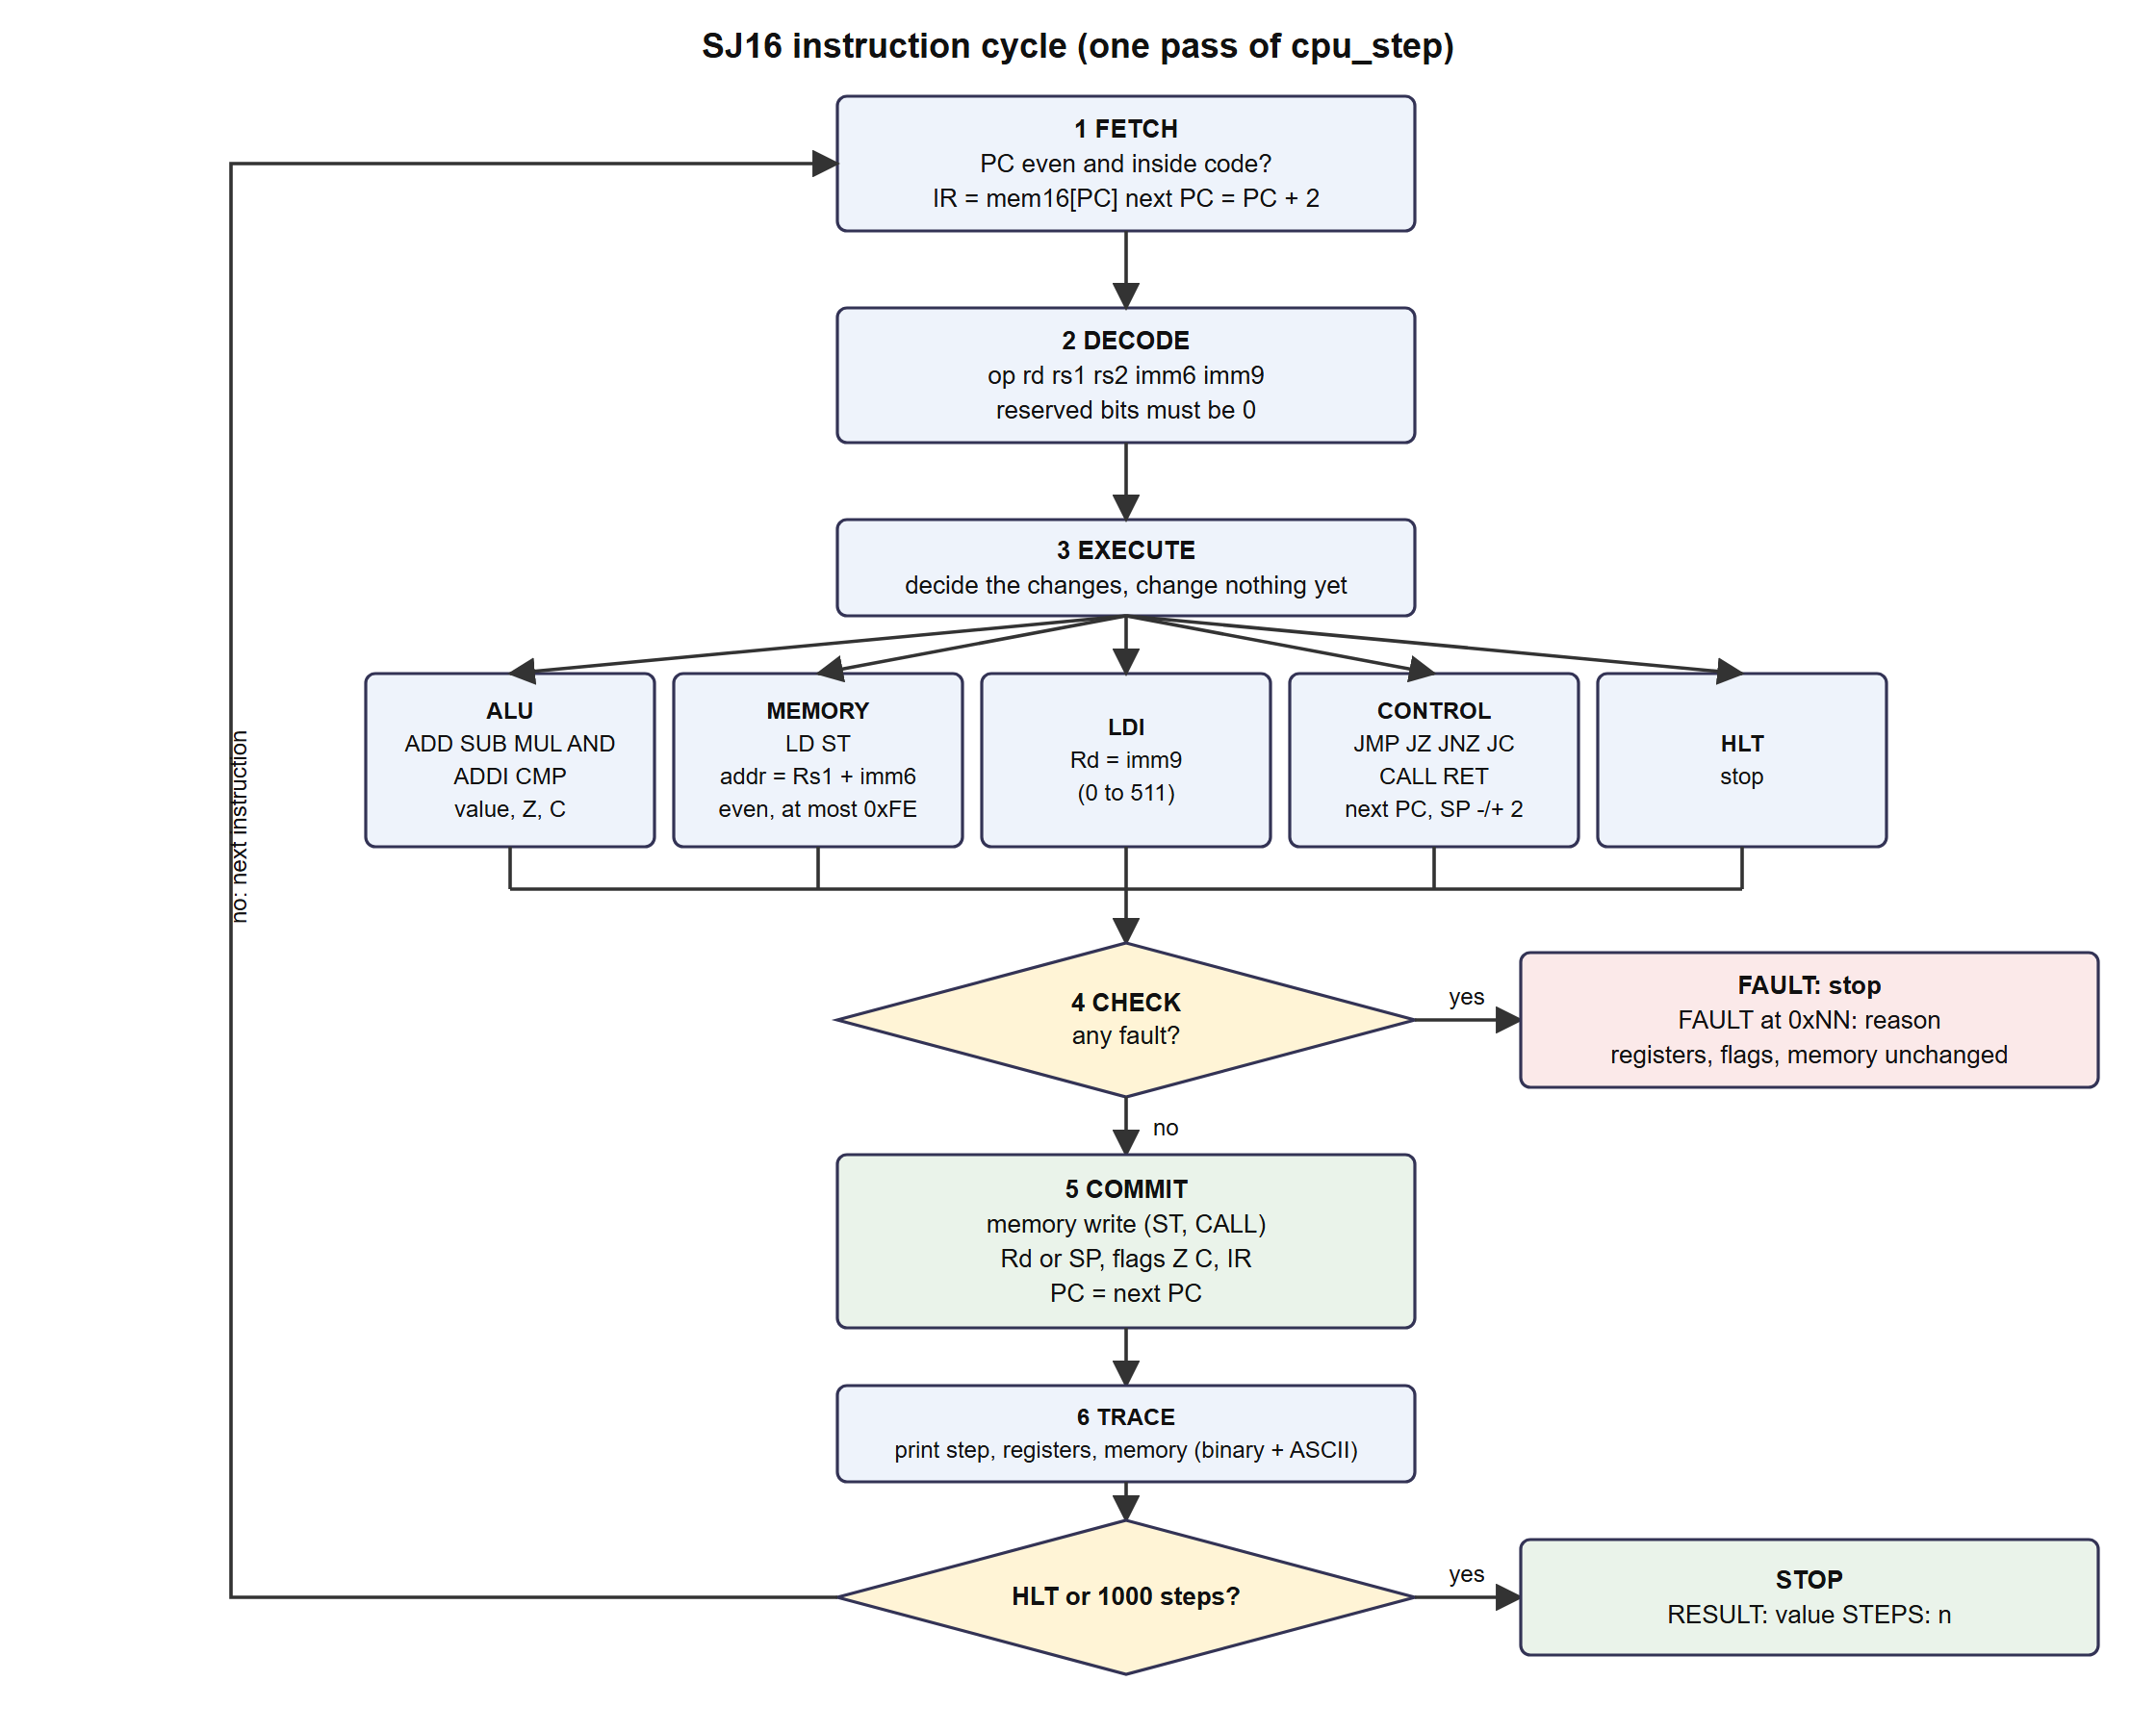 SJ16 instruction cycle (one pass of cpu_step)
1 FETCH
PC even and inside code?
IR = mem16[PC] next PC = PC + 2
2 DECODE
op rd rs1 rs2 imm6 imm9
reserved bits must be 0
3 EXECUTE
decide the changes, change nothing yet
ALU
ADD SUB MUL AND
ADDI CMP
value, Z, C
MEMORY
LD ST
addr = Rs1 + imm6
even, at most 0xFE
LDI
Rd = imm9
(0 to 511)
CONTROL
JMP JZ JNZ JC
CALL RET
next PC, SP -/+ 2
HLT
stop
no: next instruction
4 CHECK
any fault?
yes
FAULT: stop
FAULT at 0xNN: reason
registers, flags, memory unchanged
no
5 COMMIT
memory write (ST, CALL)
Rd or SP, flags Z C, IR
PC = next PC
6 TRACE
print step, registers, memory (binary + ASCII)
HLT or 1000 steps?
yes
STOP
RESULT: value STEPS: n